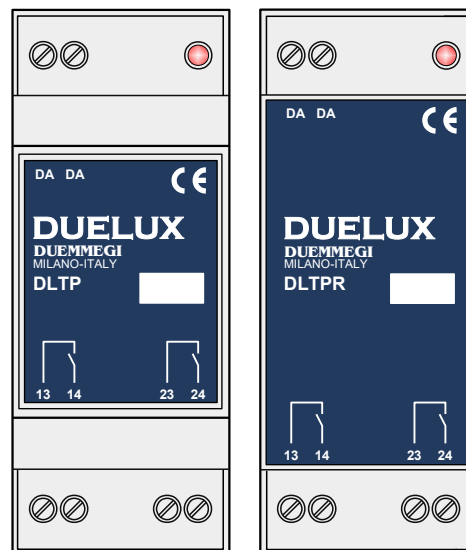 DA DA
CE
DUELUX
DUEMMEGI
MILANO-ITALY
DLTP
13 14 23 24
DA DA
CE
DUELUX
DUEMMEGI
MILANO-ITALY
DLTPR
13 14 23 24